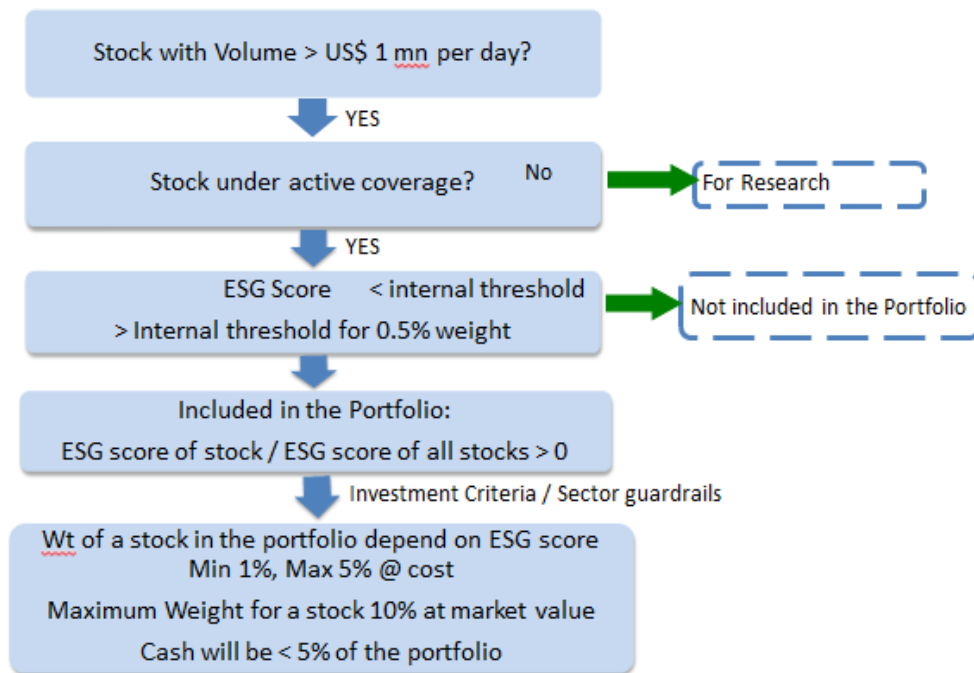 Stock with Volume > US$ 1 mn per day?
YES
Stock under active coverage? No
For Research
YES
ESG Score < internal threshold
> Internal threshold for 0.5% weight
Not included in the Portfolio
Included in the Portfolio:
ESG score of stock / ESG score of all stocks > 0
Investment Criteria / Sector guardrails
Wt of a stock in the portfolio depend on ESG score
Min 1%, Max 5% @ cost
Maximum Weight for a stock 10% at market value
Cash will be < 5% of the portfolio